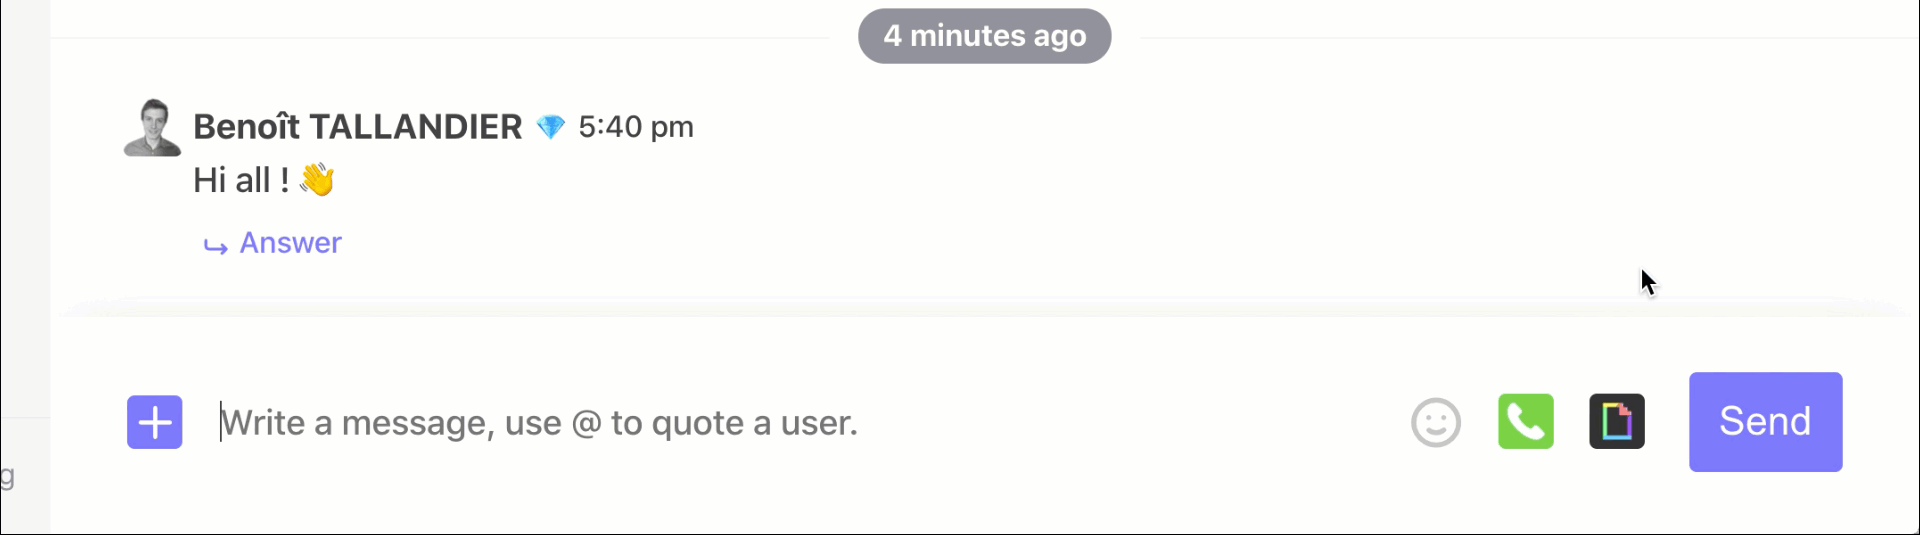 4 minutes ago
Benoît TALLANDIER 💎 5:40 pm
Hi all ! 👋
Answer
Write a message, use @ to quote a user.
Send
g